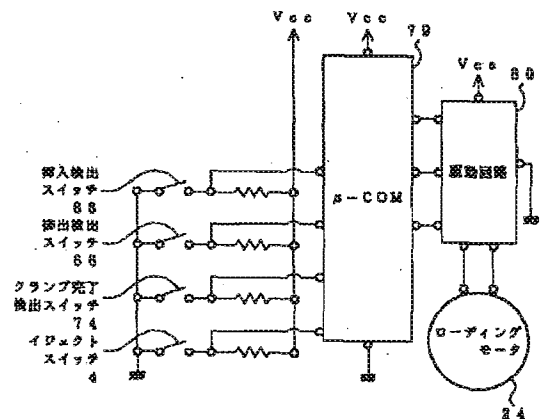 Vcc
Vcc
79
Vcc
80
挿入検出
スイッチ
68
排出検出
スイッチ
66
クランプ完了
検出スイッチ
74
イジェクト
スイッチ
4
μ-COM
駆動回路
ローディング
モータ
24